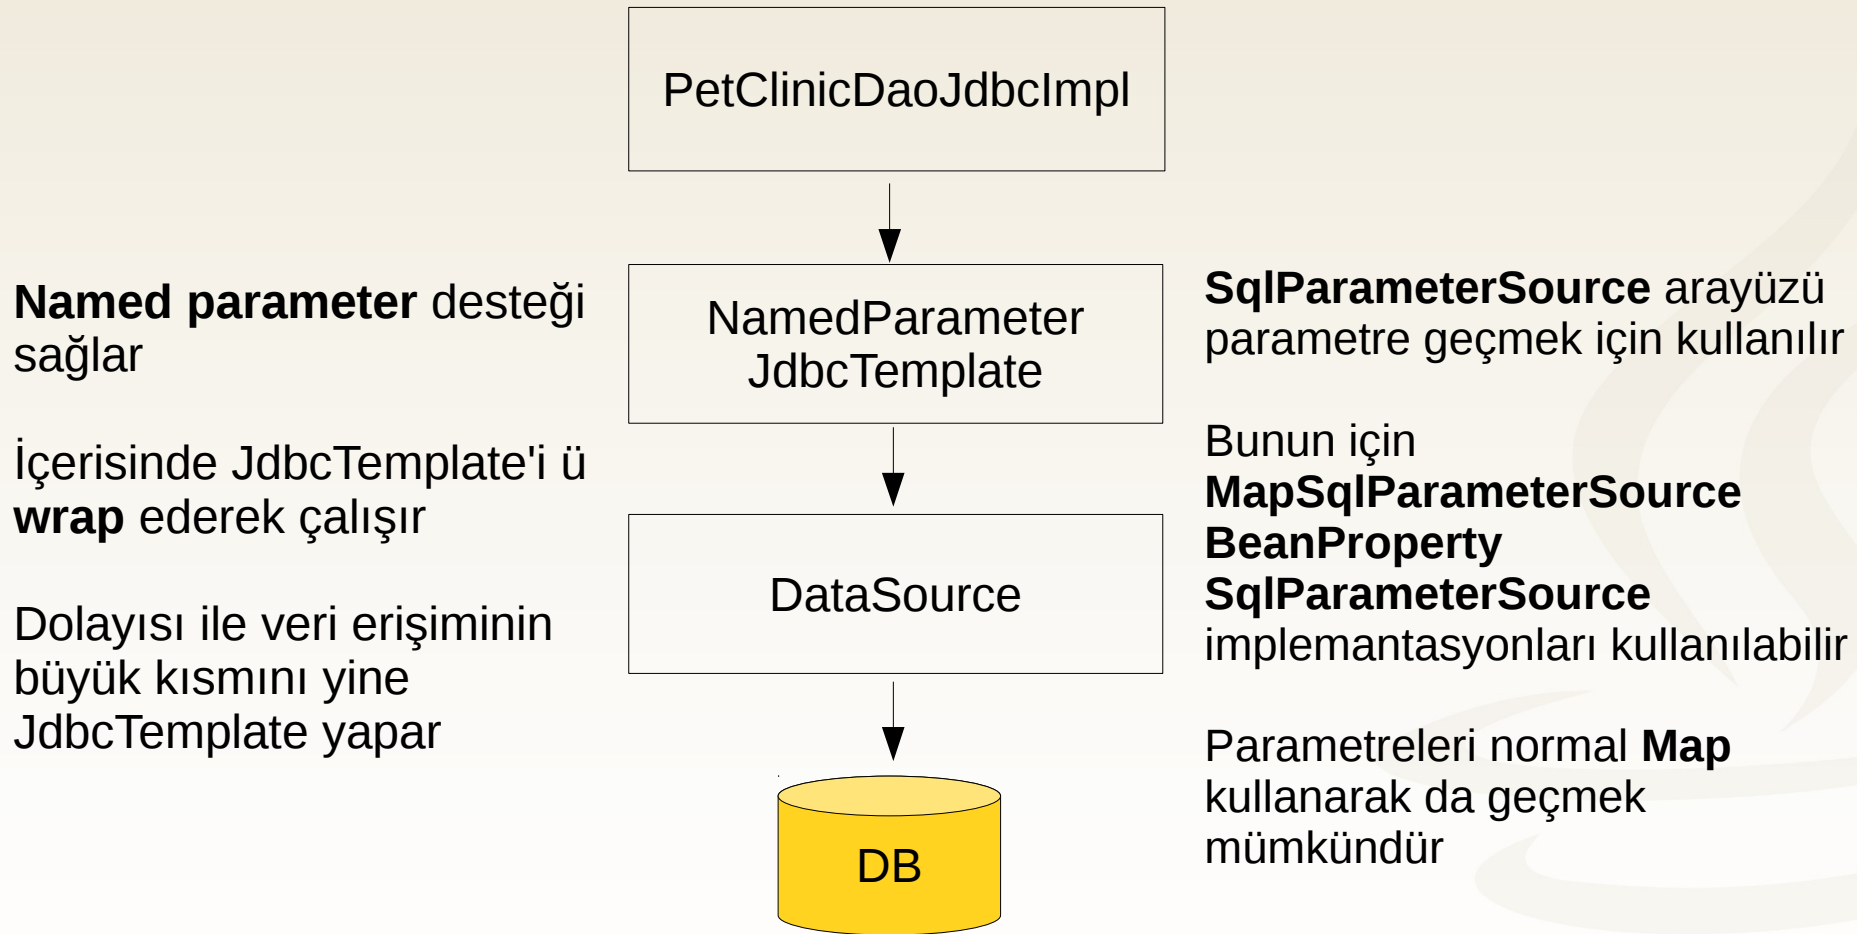 PetClinicDaoJdbcImpl
Named parameter desteği
sağlar
İçerisinde JdbcTemplate'i ü
wrap ederek çalışır
Dolayısı ile veri erişiminin
büyük kısmını yine
JdbcTemplate yapar
NamedParameter
JdbcTemplate
DataSource
DB
SqlParameterSource arayüzü
parametre geçmek için kullanılır
Bunun için
MapSqlParameterSource
BeanProperty
SqlParameterSource
implemantasyonları kullanılabilir
Parametreleri normal Map
kullanarak da geçmek
mümkündür